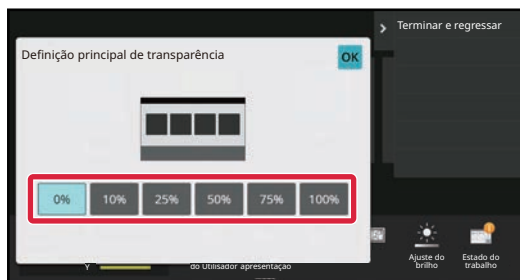 Terminar e regressar
Definição principal de transparência
OK
0% 10% 25% 50% 75% 100%
Ajuste do
brilho
Estado do
trabalho
Y
do Utilisador apresentação